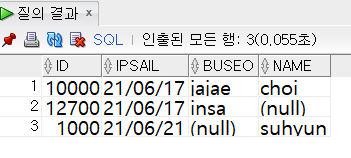 질의 결과 ×
SQL | 인출된 모든 행: 3(0,055초)
ID IPSAIL BUSEO NAME
1 10000 21/06/17 jajae choi
2 12700 21/06/17 insa (null)
3 1000 21/06/21 (null) suhyun